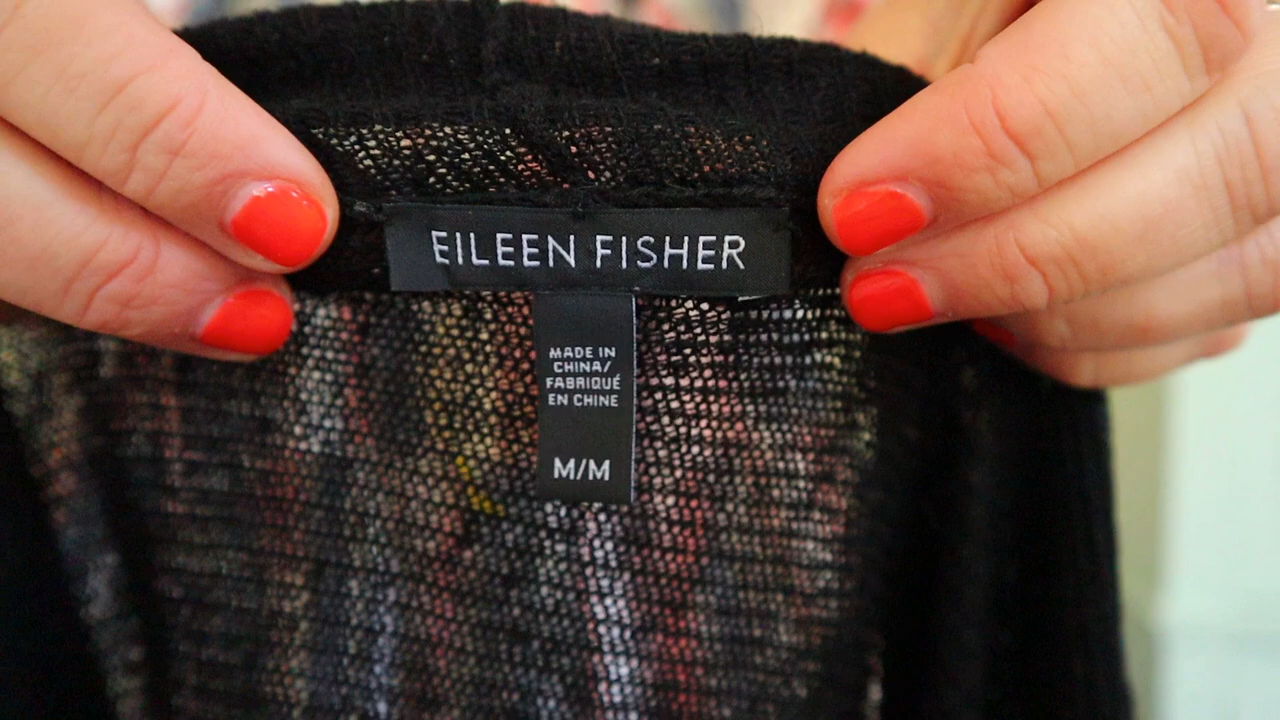 EILEEN FISHER
MADE IN
CHINA/
FABRIQUÉ
EN CHINE
M/M